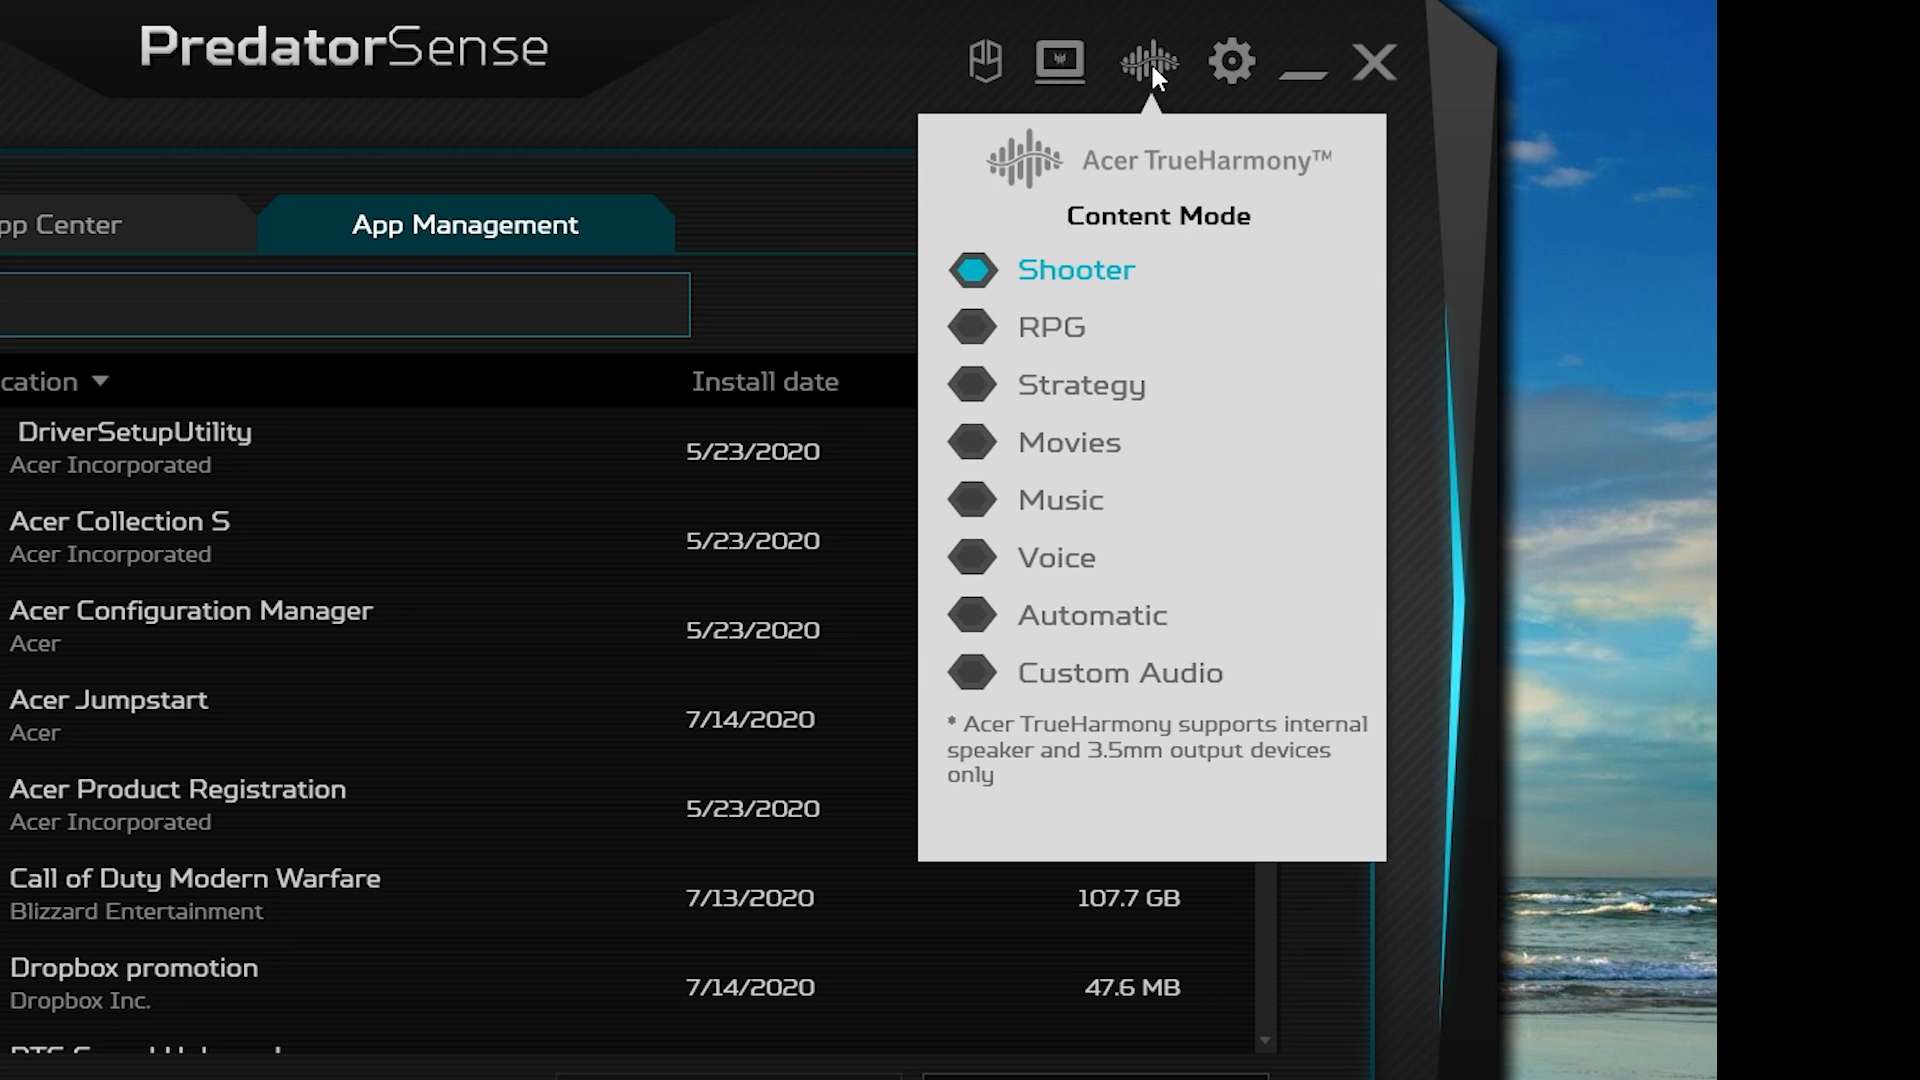 PredatorSense
pp Center
App Management
cation
Install date
DriverSetupUtility
Acer Incorporated
5/23/2020
Acer Collection S
Acer Incorporated
5/23/2020
Acer Configuration Manager
Acer
5/23/2020
Acer Jumpstart
Acer
7/14/2020
Acer Product Registration
Acer Incorporated
5/23/2020
Call of Duty Modern Warfare
Blizzard Entertainment
7/13/2020
107.7 GB
Dropbox promotion
Dropbox Inc.
7/14/2020
47.6 MB
Acer TrueHarmony™
Content Mode
Shooter
RPG
Strategy
Movies
Music
Voice
Automatic
Custom Audio
* Acer TrueHarmony supports internal
speaker and 3.5mm output devices
only